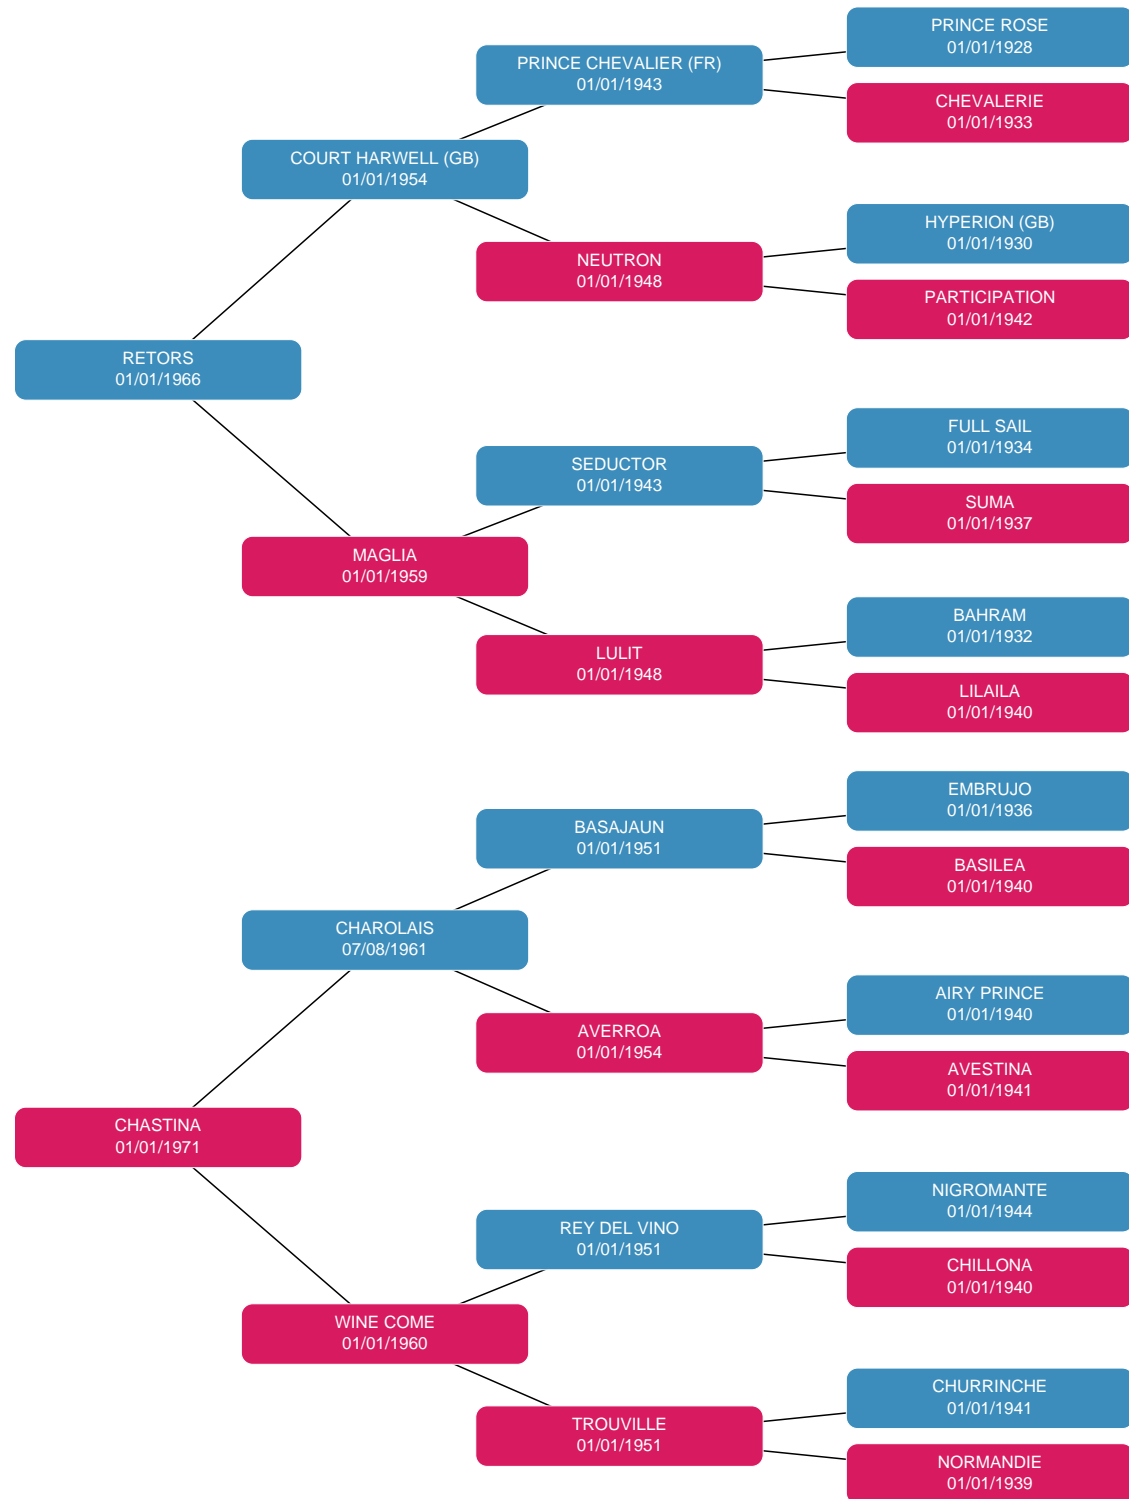 PRINCE ROSE
01/01/1928
PRINCE CHEVALIER (FR)
01/01/1943
CHEVALERIE
01/01/1933
COURT HARWELL (GB)
01/01/1954
HYPERION (GB)
01/01/1930
NEUTRON
01/01/1948
PARTICIPATION
01/01/1942
RETORS
01/01/1966
FULL SAIL
01/01/1934
SEDUCTOR
01/01/1943
SUMA
01/01/1937
MAGLIA
01/01/1959
BAHRAM
01/01/1932
LULIT
01/01/1948
LILAILA
01/01/1940
EMBRUJO
01/01/1936
BASAJAUN
01/01/1951
BASILEA
01/01/1940
CHAROLAIS
07/08/1961
AIRY PRINCE
01/01/1940
AVERROA
01/01/1954
AVESTINA
01/01/1941
CHASTINA
01/01/1971
NIGROMANTE
01/01/1944
REY DEL VINO
01/01/1951
CHILLONA
01/01/1940
WINE COME
01/01/1960
CHURRINCHE
01/01/1941
TROUVILLE
01/01/1951
NORMANDIE
01/01/1939